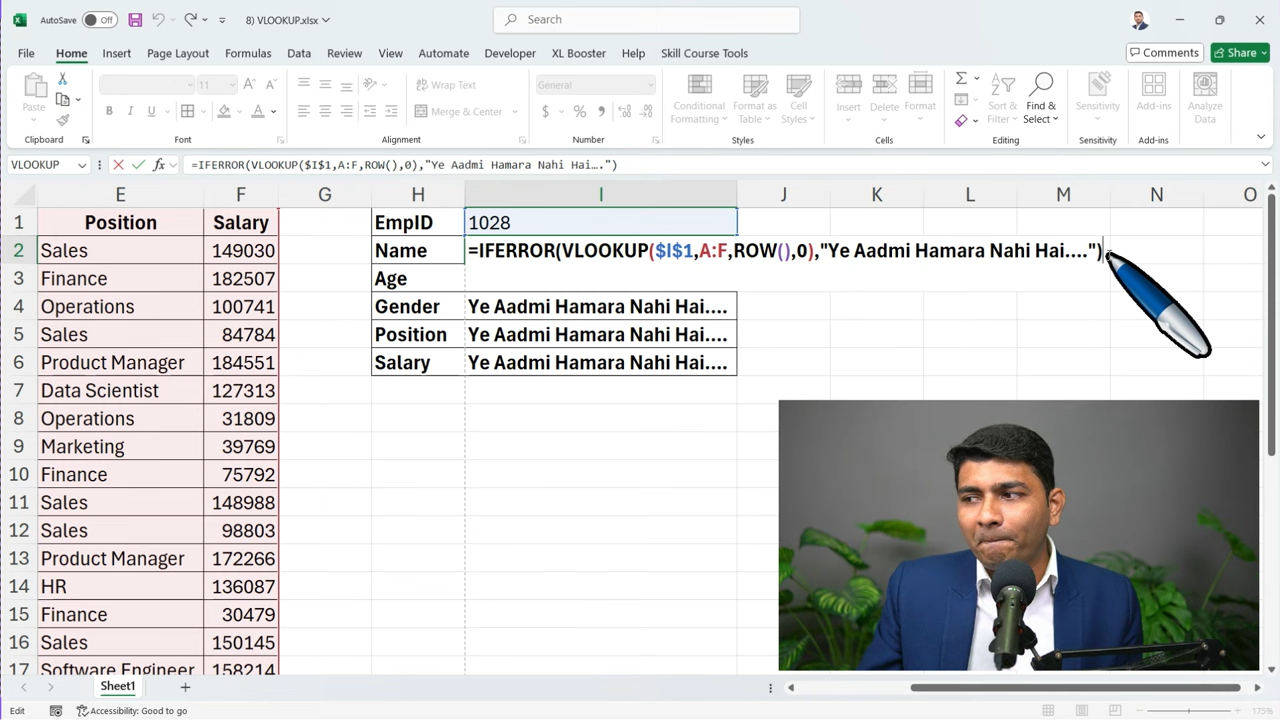 AutoSave Off 8) VLOOKUP.xlsx Search
File Home Insert Page Layout Formulas Data Review View Automate Developer XL Booster Help Skill Course Tools Comments Share
Paste 11 Wrap Text General Conditional Formatting Format as Table Cell Styles Insert Delete Format Sort & Filter Find & Select Sensitivity Add-ins Analyze Data
B I U Merge & Center
Clipboard Font Alignment Number Styles Cells Editing Sensitivity Add-ins
VLOOKUP =IFERROR(VLOOKUP($I$1,A:F,ROW(),0),"Ye Aadmi Hamara Nahi Hai….")
E F G H I J K L M N O
1 Position Salary EmpID 1028
2 Sales 149030 Name =IFERROR(VLOOKUP($I$1,A:F,ROW(),0),"Ye Aadmi Hamara Nahi Hai....")
3 Finance 182507 Age
4 Operations 100741 Gender Ye Aadmi Hamara Nahi Hai....
5 Sales 84784 Position Ye Aadmi Hamara Nahi Hai....
6 Product Manager 184551 Salary Ye Aadmi Hamara Nahi Hai....
7 Data Scientist 127313
8 Operations 31809
9 Marketing 39769
10 Finance 75792
11 Sales 148988
12 Sales 98803
13 Product Manager 172266
14 HR 136087
15 Finance 30479
16 Sales 150145
17 Software Engineer 158214
Sheet1
Edit Accessibility: Good to go 175%